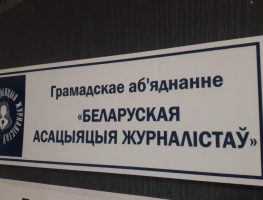 Грамадскае аб'яднанне
«БЕЛАРУСКАЯ
АСАЦЫЯЦЫЯ ЖУРНАЛІСТАЎ»